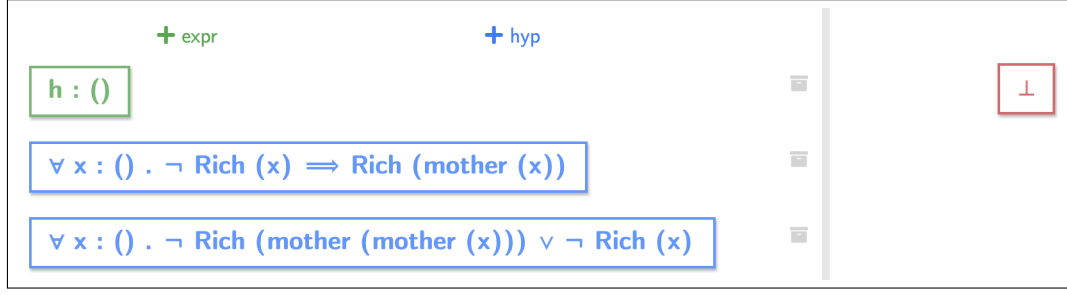 + expr + hyp
h : ()
⊥
∀ x : () . ¬ Rich (x) ⟹ Rich (mother (x))
∀ x : () . ¬ Rich (mother (mother (x))) ∨ ¬ Rich (x)